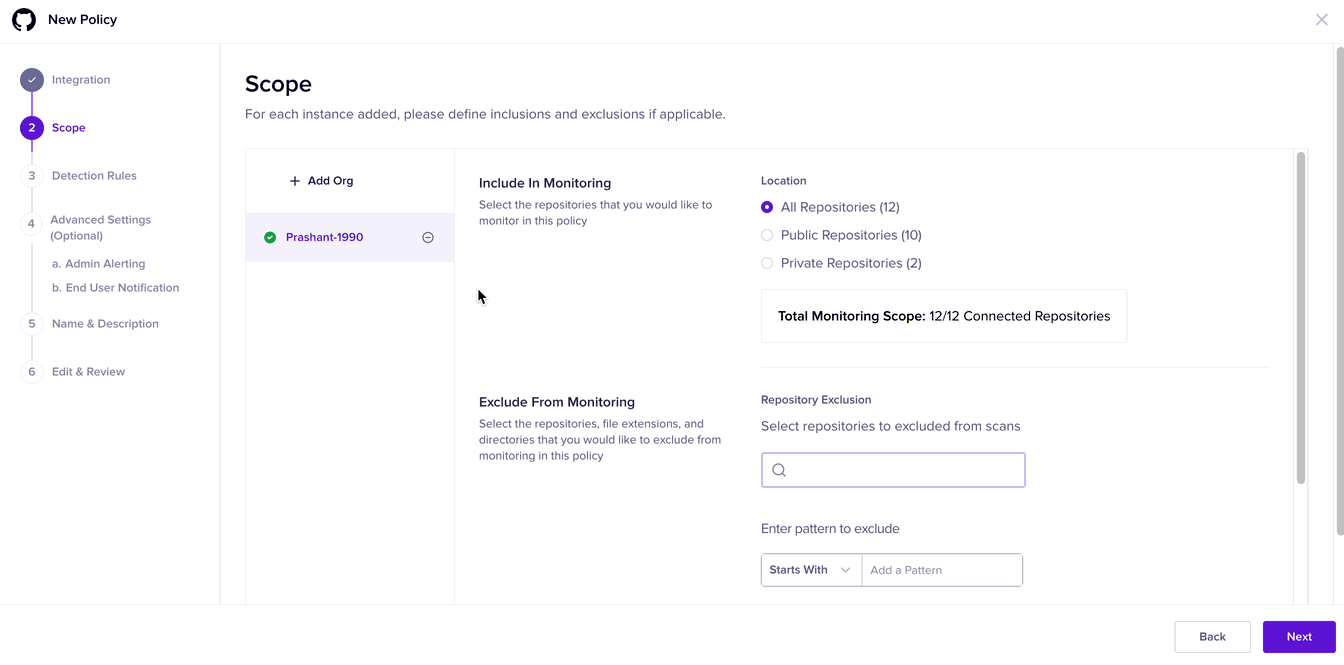 New Policy
Integration
2 Scope
3 Detection Rules
4 Advanced Settings
(Optional)
a. Admin Alerting
b. End User Notification
5 Name & Description
6 Edit & Review
Scope
For each instance added, please define inclusions and exclusions if applicable.
+ Add Org
Prashant-1990
Include In Monitoring
Select the repositories that you would like to
monitor in this policy
Location
All Repositories (12)
Public Repositories (10)
Private Repositories (2)
Total Monitoring Scope: 12/12 Connected Repositories
Exclude From Monitoring
Select the repositories, file extensions, and
directories that you would like to exclude from
monitoring in this policy
Repository Exclusion
Select repositories to excluded from scans
Enter pattern to exclude
Starts With Add a Pattern
Back Next